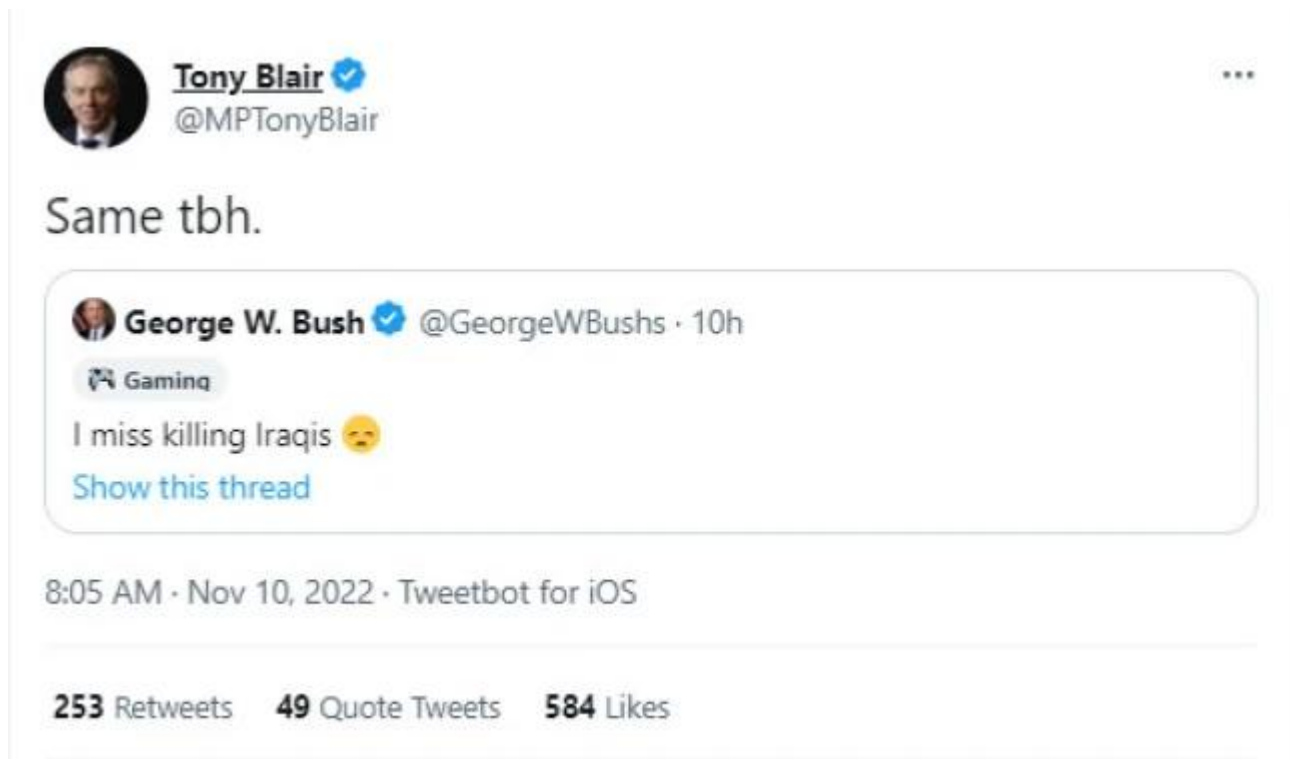 Tony Blair
@MPTonyBlair
Same tbh.
George W. Bush @GeorgeWBushs · 10h
Gaming
I miss killing Iraqis 😞
Show this thread
8:05 AM · Nov 10, 2022 · Tweetbot for iOS
253 Retweets 49 Quote Tweets 584 Likes